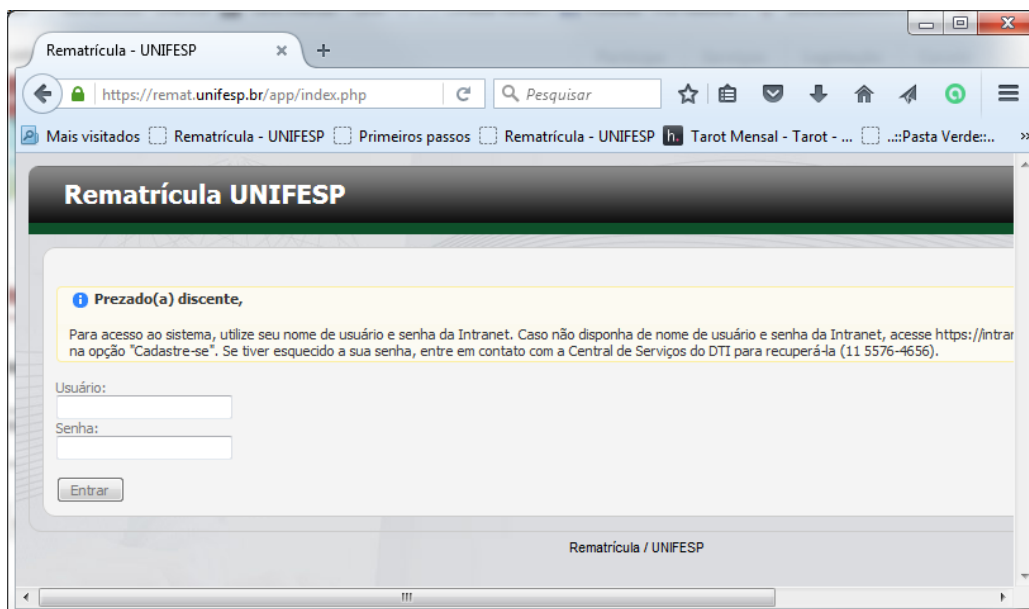 Rematrícula - UNIFESP
https://remat.unifesp.br/app/index.php
Pesquisar
Mais visitados Rematrícula - UNIFESP Primeiros passos Rematrícula - UNIFESP h. Tarot Mensal - Tarot - ... ..::Pasta Verde::.. »
Rematrícula UNIFESP
Prezado(a) discente,
Para acesso ao sistema, utilize seu nome de usuário e senha da Intranet. Caso não disponha de nome de usuário e senha da Intranet, acesse https://intran
na opção "Cadastre-se". Se tiver esquecido a sua senha, entre em contato com a Central de Serviços do DTI para recuperá-la (11 5576-4656).
Usuário:
Senha:
Entrar
Rematrícula / UNIFESP